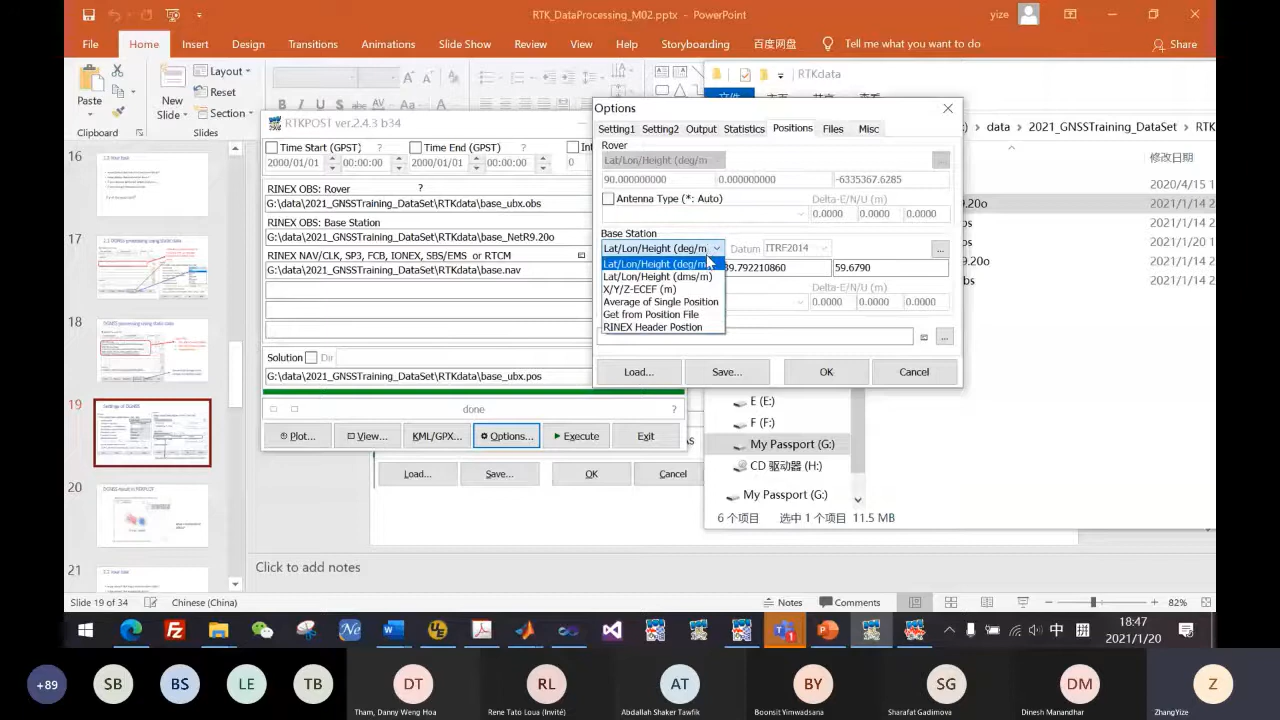 RTK_DataProcessing_M02.pptx - PowerPoint
yize
File Home Insert Design Transitions Animations Slide Show Review View Help Storyboarding 百度网盘 Tell me what you want to do Share
Paste
New
Slide
Layout
Reset
Section
Clipboard
Slides
RTKdata
data
2021_GNSSTraining_DataSet
修改日期
2020/4/15
2021/1/14
2021/1/14
2021/1/14
2021/1/14
RTKPOST ver.2.4.3 b34
Time Start (GPST) ?
Time End (GPST) ?
2000/01/01 00:00:00 2000/01/01 00:00:00
RINEX OBS: Rover ?
G:\data\2021_GNSSTraining_DataSet\RTKdata\base_ubx.obs
RINEX OBS: Base Station
G:\data\2021_GNSSTraining_DataSet\RTKdata\base_NetR9.20o
RINEX NAV/CLK, SP3, FCB, IONEX, SBS/EMS or RTCM
G:\data\2021_GNSSTraining_DataSet\RTKdata\base.nav
Solution Dir
G:\data\2021_GNSSTraining_DataSet\RTKdata\base_ubx.pos
done ?
Plot... View... KML/GPX... Options... Execute Exit
Load... Save... OK Cancel
Options
Setting1 Setting2 Output Statistics Positions Files Misc
Rover
Lat/Lon/Height (deg/m
90.000000000 0.000000000 -6335367.6285
Antenna Type (*: Auto) Delta-E/N/U (m)
0.0000 0.0000 0.0000
Base Station
Lat/Lon/Height (deg/m Datum
Lat/Lon/Height (deg/m
Lat/Lon/Height (dms/m)
X/Y/Z-ECEF (m)
Average of Single Position
Get from Position File
RINEX Header Postion
59.6790
0.0000 0.0000 0.0000
Load... Save... OK Cancel
E (E:)
F (F:)
My Passport (G:)
CD 驱动器 (H:)
My Passport (G:)
6 个项目 选中 1 个项目 11.5 MB
16
17
18
19
20
21
Click to add notes
Slide 19 of 34 Chinese (China) Notes Comments 82%
中 拼
18:47
2021/1/20
+89 SB BS LE TB DT RL AT BY SG DM Z
Tham, Danny Weng Hoa
Rene Tato Loua (Invité)
Abdallah Shaker Tawfik
Boonsit Yimwadsana
Sharafat Gadimova
Dinesh Manandhar
ZhangYize